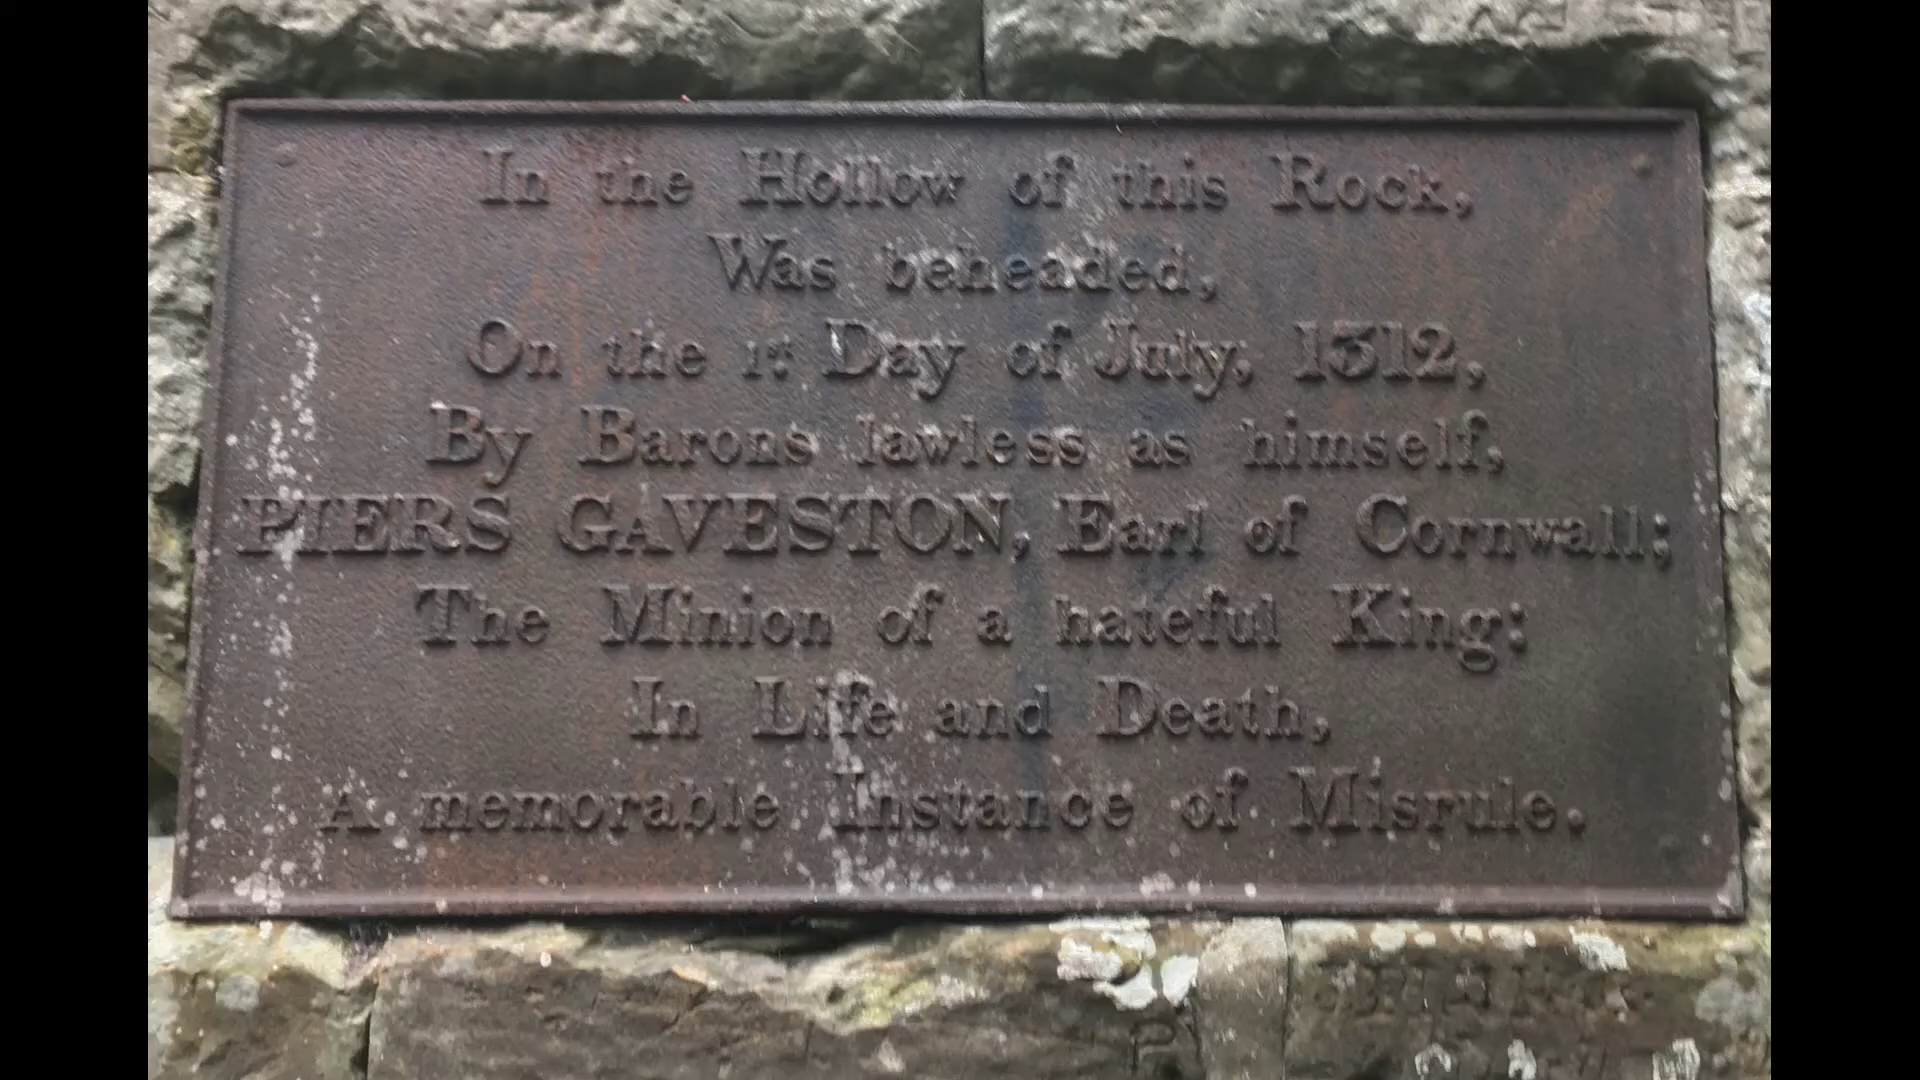 In the Hollow of this Rock,
Was beheaded,
On the 1st Day of July, 1312,
By Barons lawless as himself,
PIERS GAVESTON, Earl of Cornwall;
The Minion of a hateful King:
In Life and Death,
A memorable Instance of Misrule.